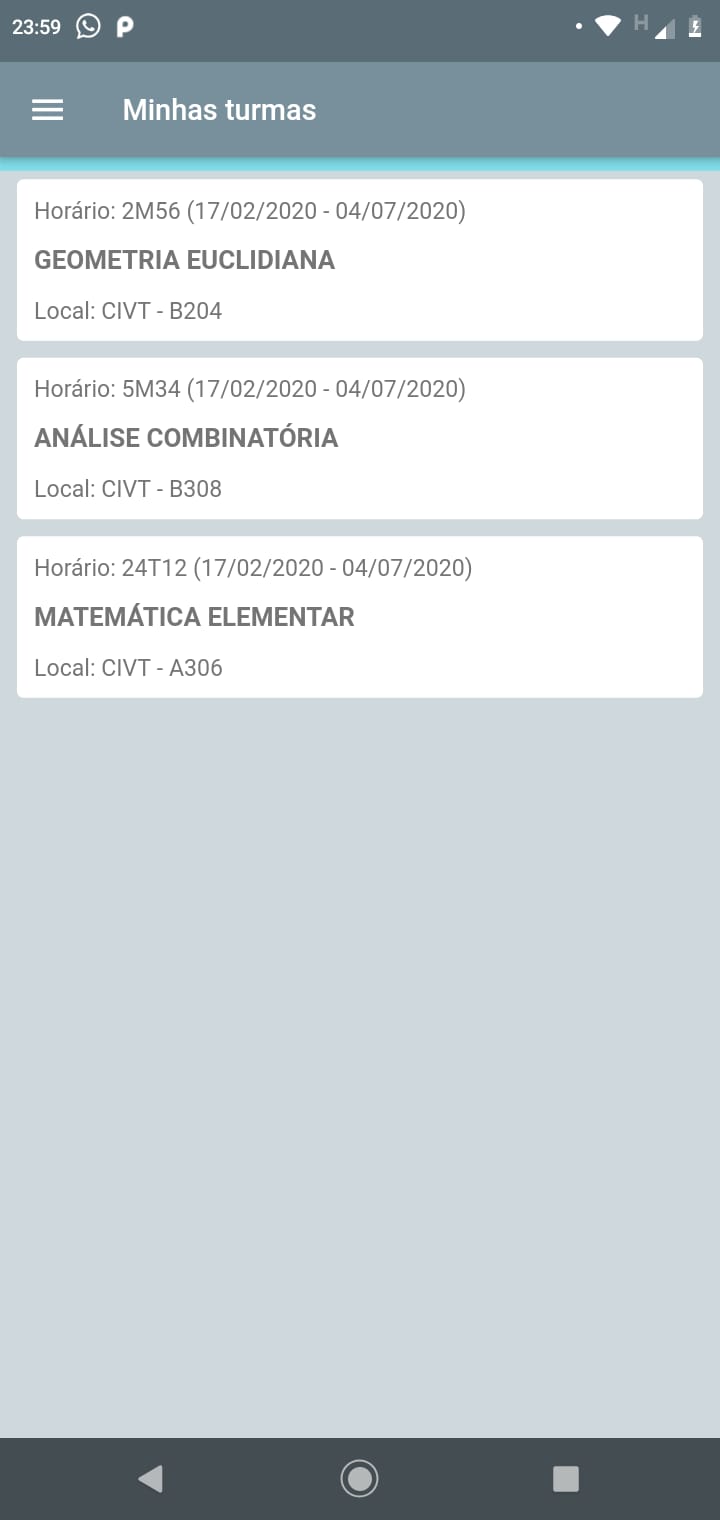 23:59
H
Minhas turmas
Horário: 2M56 (17/02/2020 - 04/07/2020)
GEOMETRIA EUCLIDIANA
Local: CIVT - B204
Horário: 5M34 (17/02/2020 - 04/07/2020)
ANÁLISE COMBINATÓRIA
Local: CIVT - B308
Horário: 24T12 (17/02/2020 - 04/07/2020)
MATEMÁTICA ELEMENTAR
Local: CIVT - A306